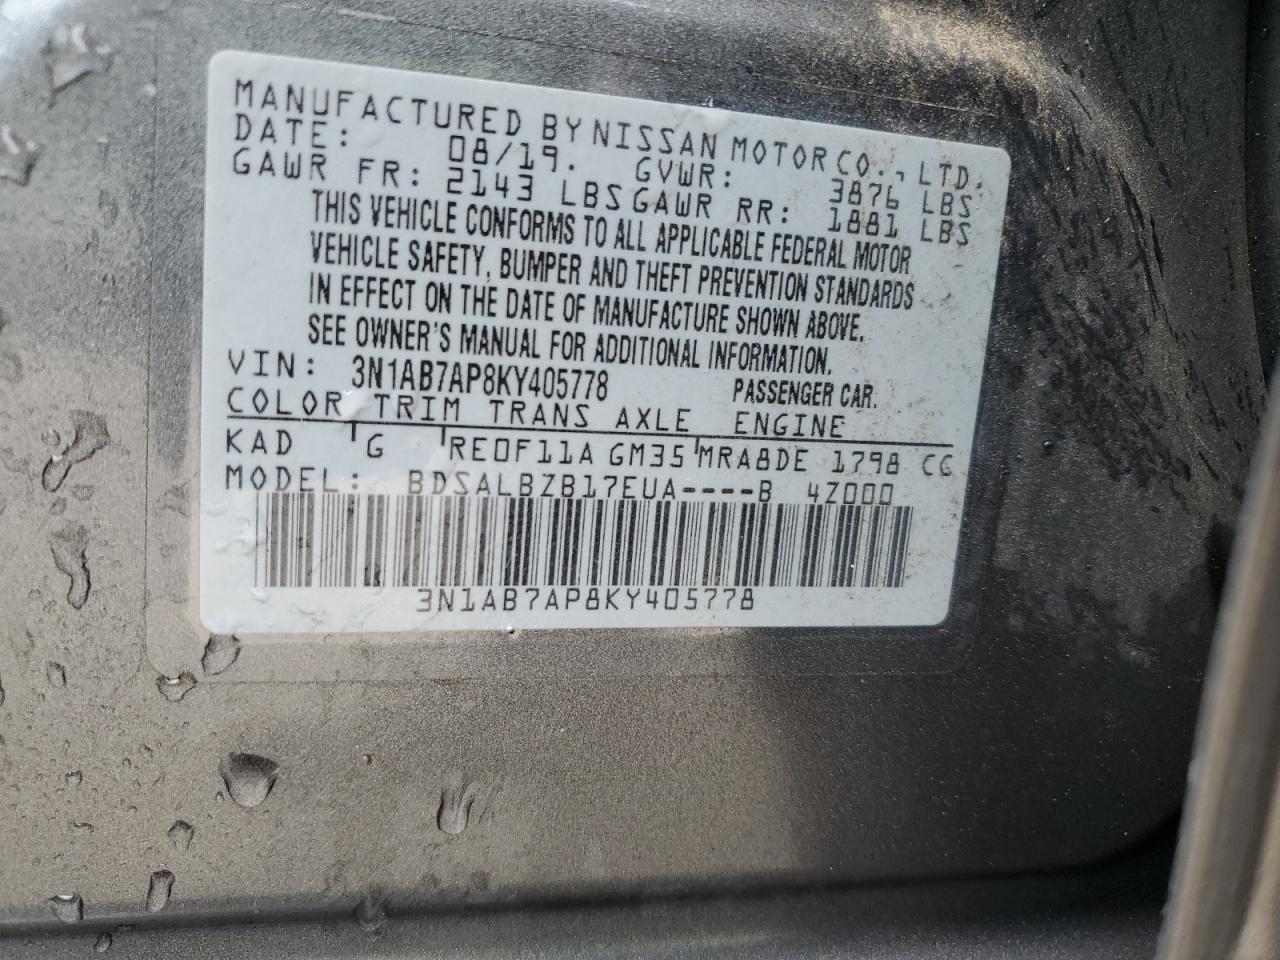 MANUFACTURED BY NISSAN MOTOR CO., LTD.
DATE: 08/19. GVWR: 3876 LBS
GAWR FR: 2143 LBS GAWR RR: 1881 LBS
THIS VEHICLE CONFORMS TO ALL APPLICABLE FEDERAL MOTOR
VEHICLE SAFETY, BUMPER AND THEFT PREVENTION STANDARDS
IN EFFECT ON THE DATE OF MANUFACTURE SHOWN ABOVE.
SEE OWNER'S MANUAL FOR ADDITIONAL INFORMATION.
VIN: 3N1AB7AP8KY405778 PASSENGER CAR.
COLOR TRIM TRANS AXLE ENGINE
KAD G RE0F11A GM35 MRA8DE 1798 CC
MODEL: BDSALBZB17EUA----B 4Z000
3N1AB7AP8KY405778